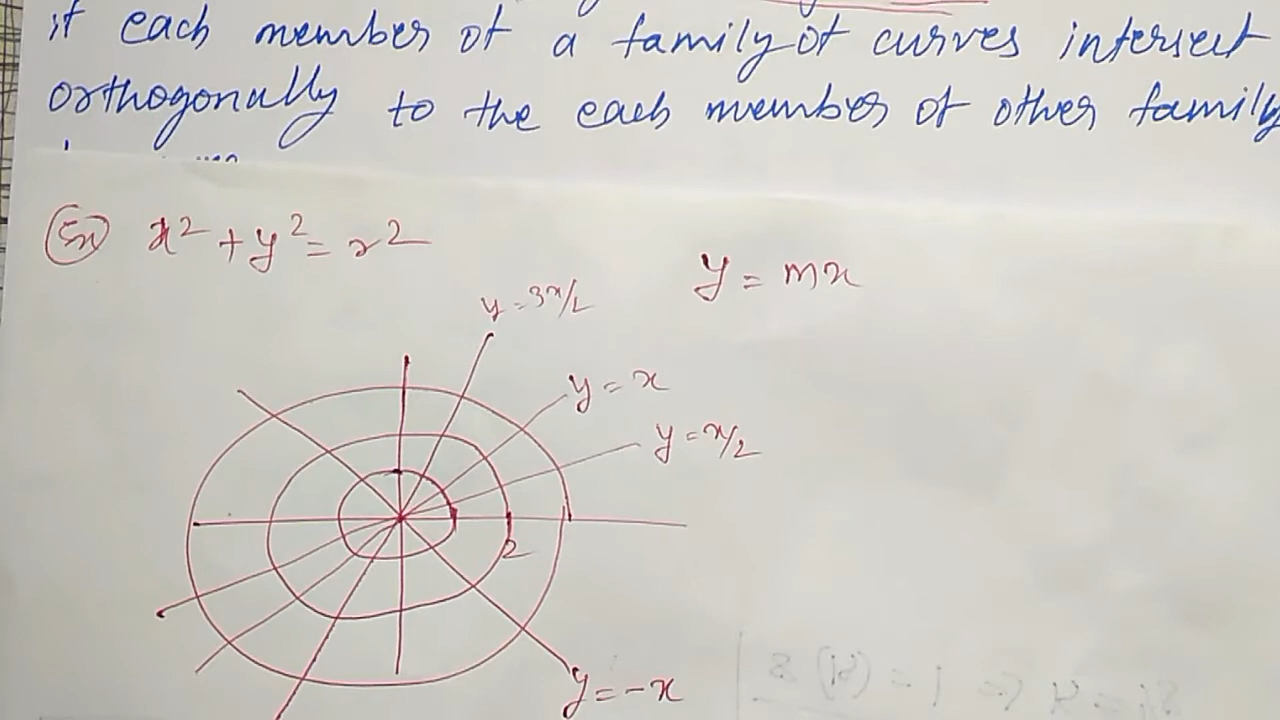 if each member of a family of curves intersect
orthogonally to the each member of other family
Ex x² + y² = r²
y = mx
y = 3x/2
y = x
y = x/2
2
y = -x